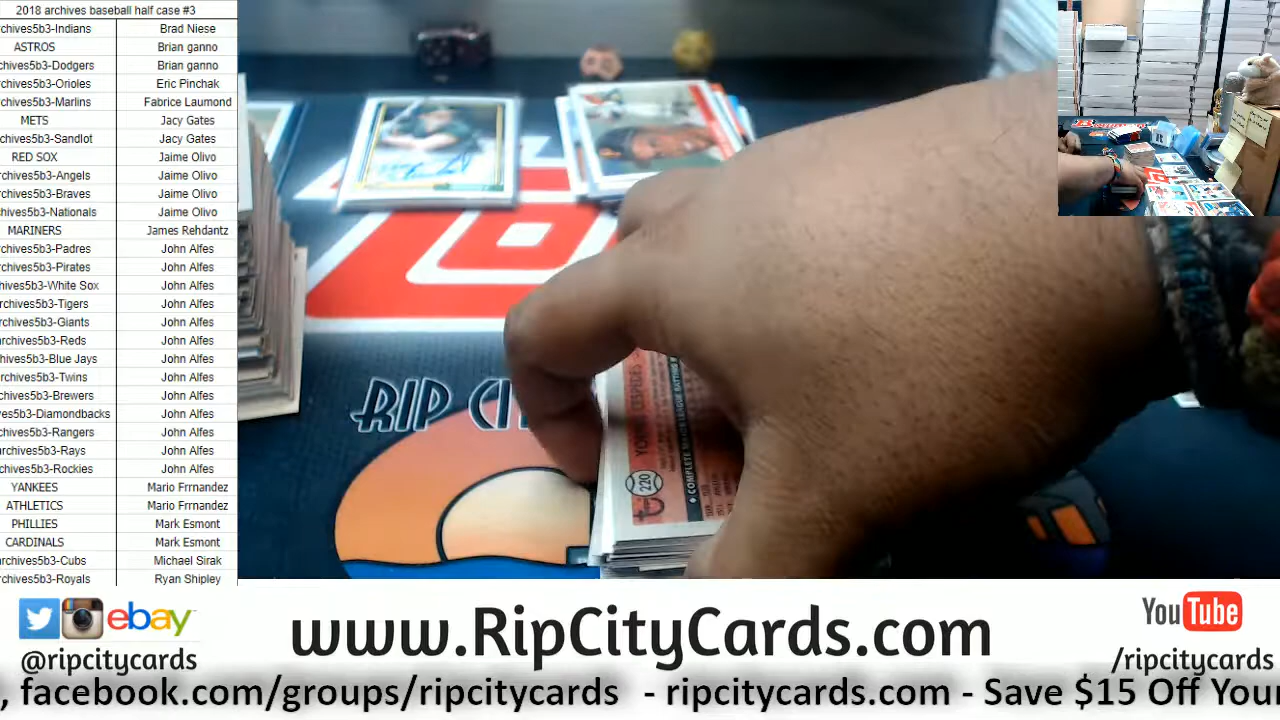 2018 archives baseball half case #3
rchives5b3-Indians Brad Niese
ASTROS Brian ganno
rchives5b3-Dodgers Brian ganno
rchives5b3-Orioles Eric Pinchak
rchives5b3-Marlins Fabrice Laumond
METS Jacy Gates
rchives5b3-Sandlot Jacy Gates
RED SOX Jaime Olivo
rchives5b3-Angels Jaime Olivo
rchives5b3-Braves Jaime Olivo
hives5b3-Nationals Jaime Olivo
MARINERS James Rehdantz
rchives5b3-Padres John Alfes
rchives5b3-Pirates John Alfes
hives5b3-White Sox John Alfes
rchives5b3-Tigers John Alfes
rchives5b3-Giants John Alfes
rchives5b3-Reds John Alfes
hives5b3-Blue Jays John Alfes
rchives5b3-Twins John Alfes
rchives5b3-Brewers John Alfes
es5b3-Diamondbacks John Alfes
rchives5b3-Rangers John Alfes
rchives5b3-Rays John Alfes
rchives5b3-Rockies John Alfes
YANKEES Mario Frrnandez
ATHLETICS Mario Frrnandez
PHILLIES Mark Esmont
CARDINALS Mark Esmont
rchives5b3-Cubs Michael Sirak
rchives5b3-Royals Ryan Shipley
RIP CI
YOENIS CESPEDES
220
COMPLETE MAJOR LEAGUE BATTING
ebay
@ripcitycards
www.RipCityCards.com
YouTube
/ripcitycards
, facebook.com/groups/ripcitycards - ripcitycards.com - Save $15 Off Your